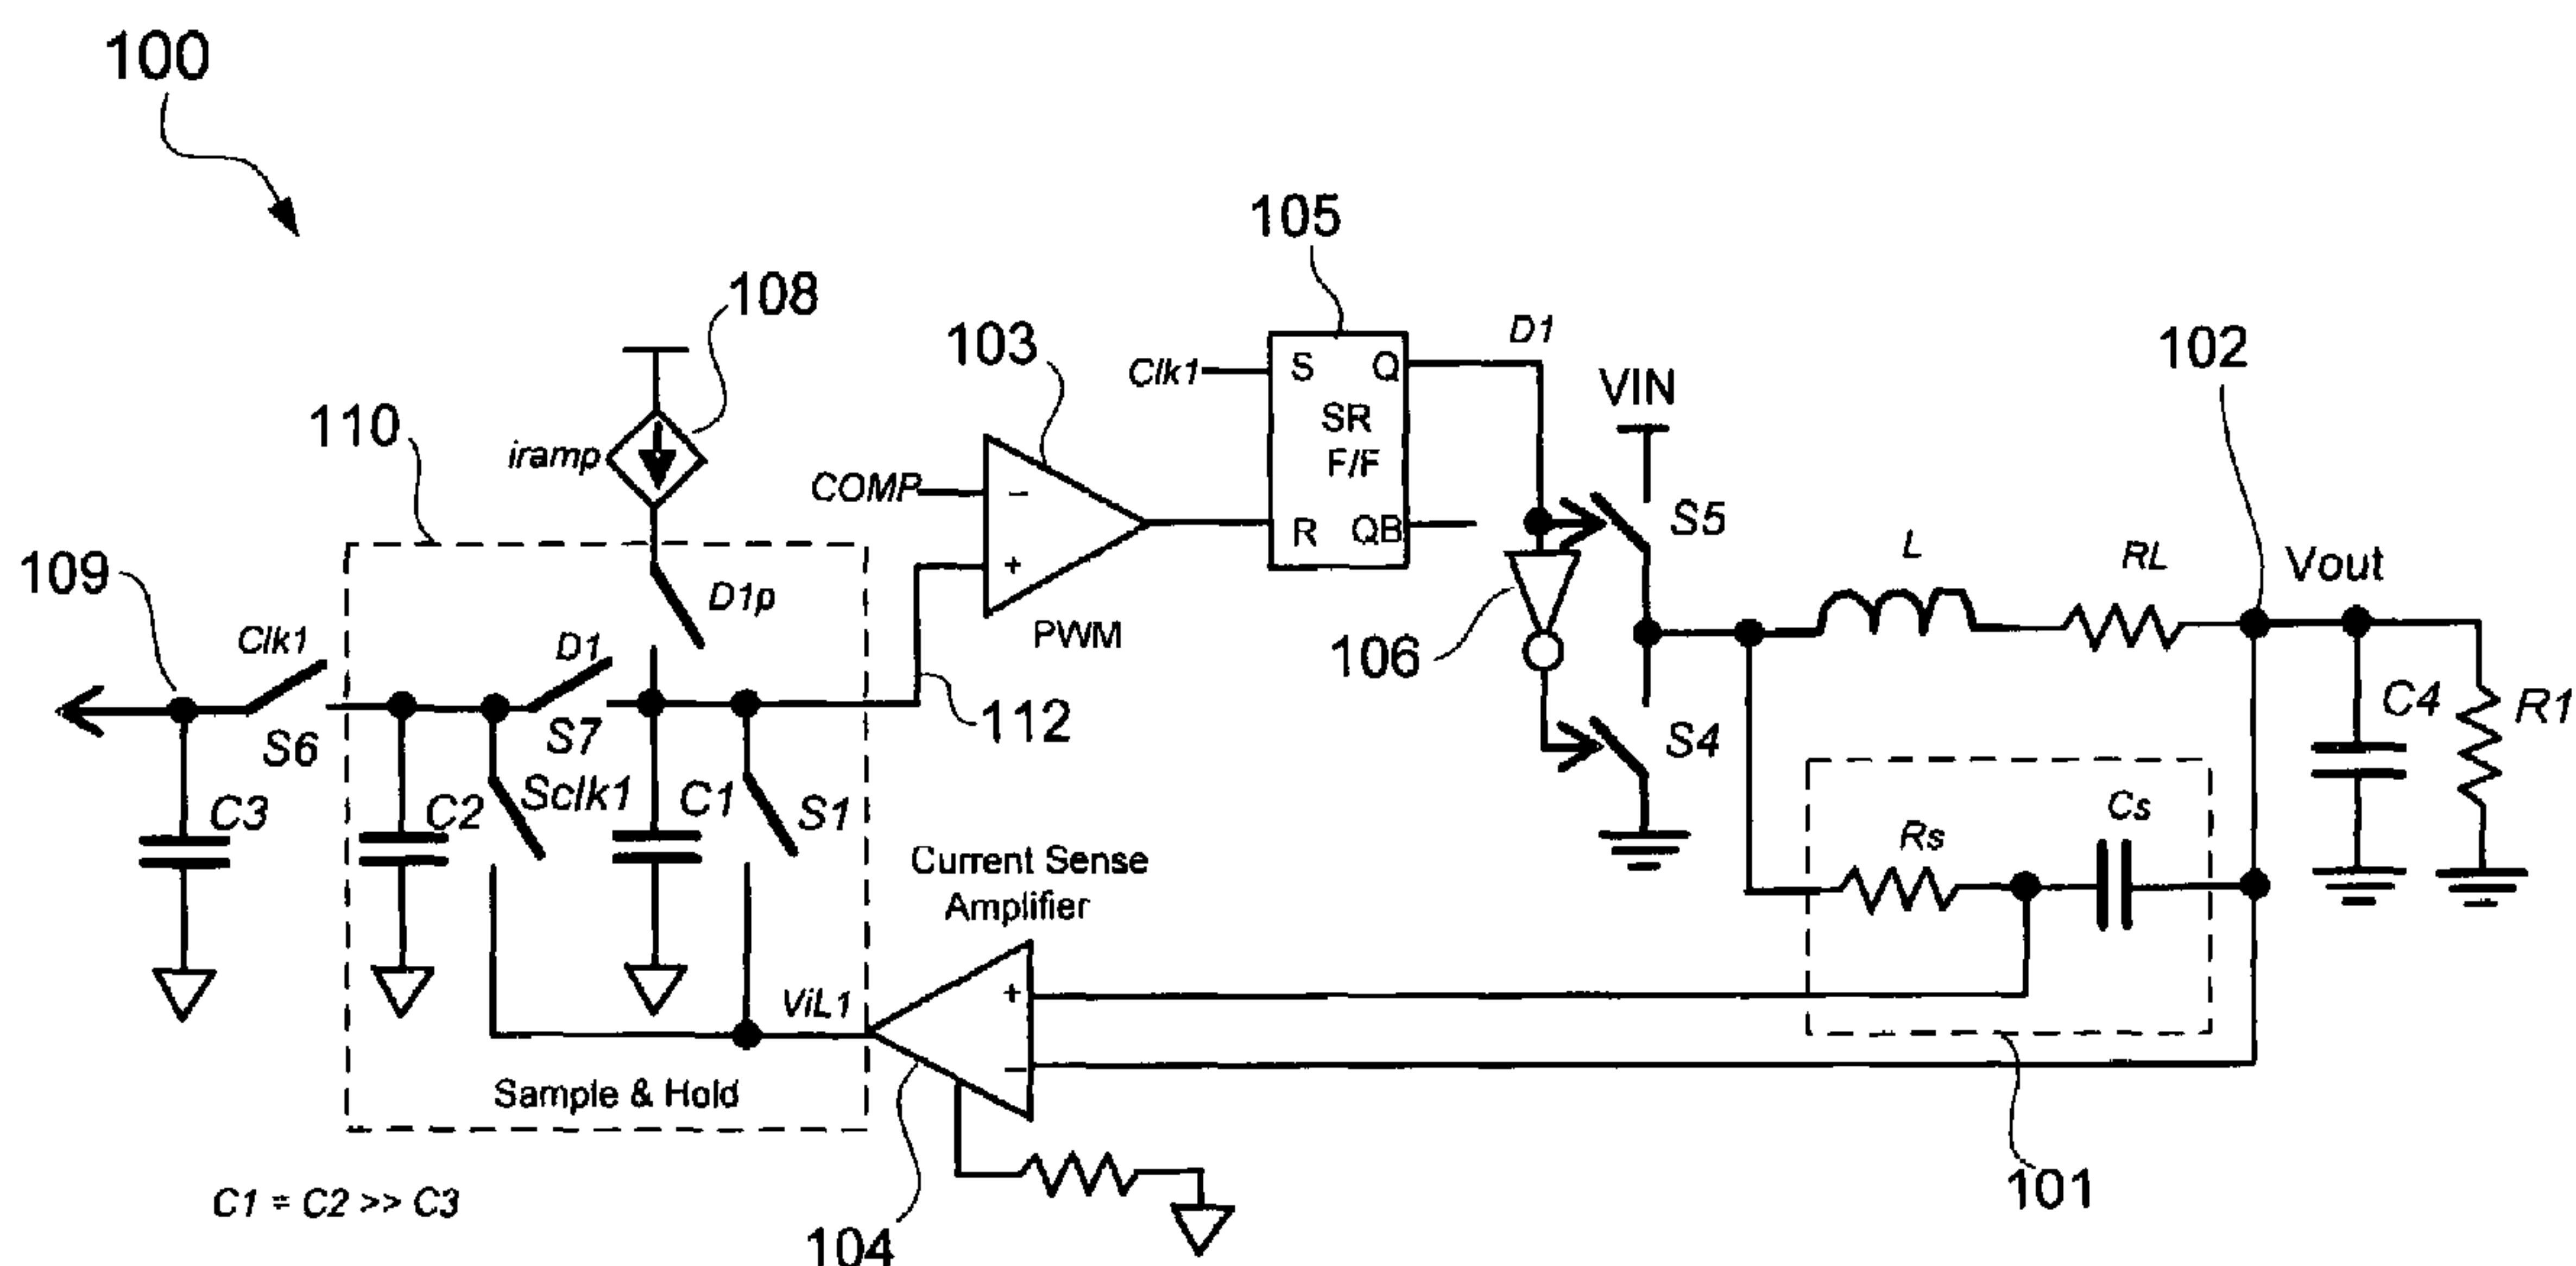 100
105
108
103
D1
102
Clk1
S
Q
VIN
110
SR
F/F
iramp
COMP
−
S5
R
QB
L
RL
Vout
109
+
D1p
PWM
106
Clk1
D1
S6
S7
112
S4
C4
R1
C3
C2
Sclk1
C1
S1
Cs
Rs
Current Sense
Amplifier
ViL1
+
−
Sample & Hold
101
C1 = C2 >> C3
104